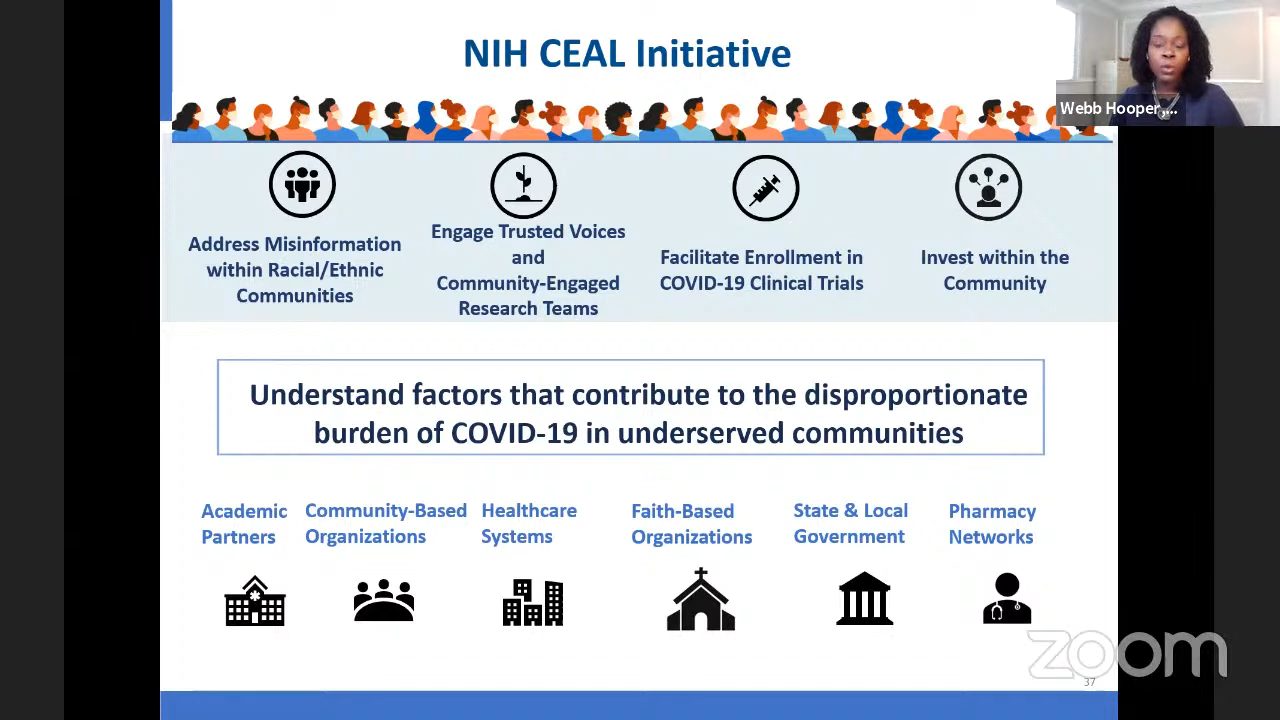 NIH CEAL Initiative
Webb Hooper,...
Address Misinformation
within Racial/Ethnic
Communities
Engage Trusted Voices
and
Community-Engaged
Research Teams
Facilitate Enrollment in
COVID-19 Clinical Trials
Invest within the
Community
Understand factors that contribute to the disproportionate
burden of COVID-19 in underserved communities
Academic
Partners
Community-Based
Organizations
Healthcare
Systems
Faith-Based
Organizations
State & Local
Government
Pharmacy
Networks
zoom
37